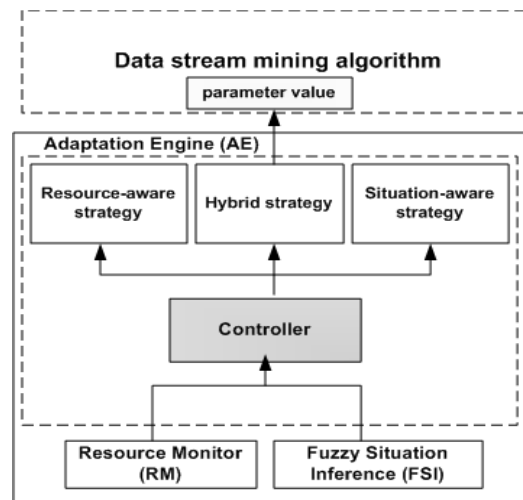 Data stream mining algorithm
parameter value
Adaptation Engine (AE)
Resource-aware
strategy
Hybrid strategy
Situation-aware
strategy
Controller
Resource Monitor
(RM)
Fuzzy Situation
Inference (FSI)